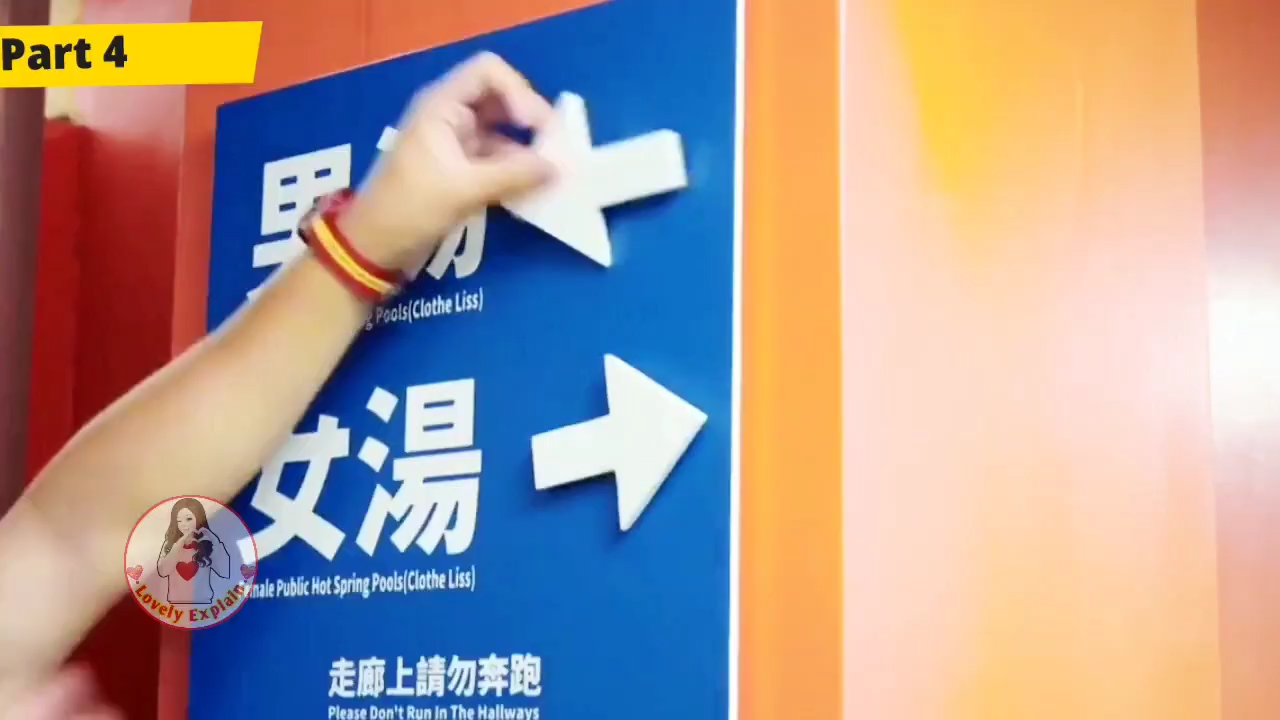 Part 4
男湯
Pools(Clothe Liss)
女湯
Public Hot Spring Pools(Clothe Liss)
走廊上請勿奔跑
Please Don't Run In The Hallways
Lovely Explain